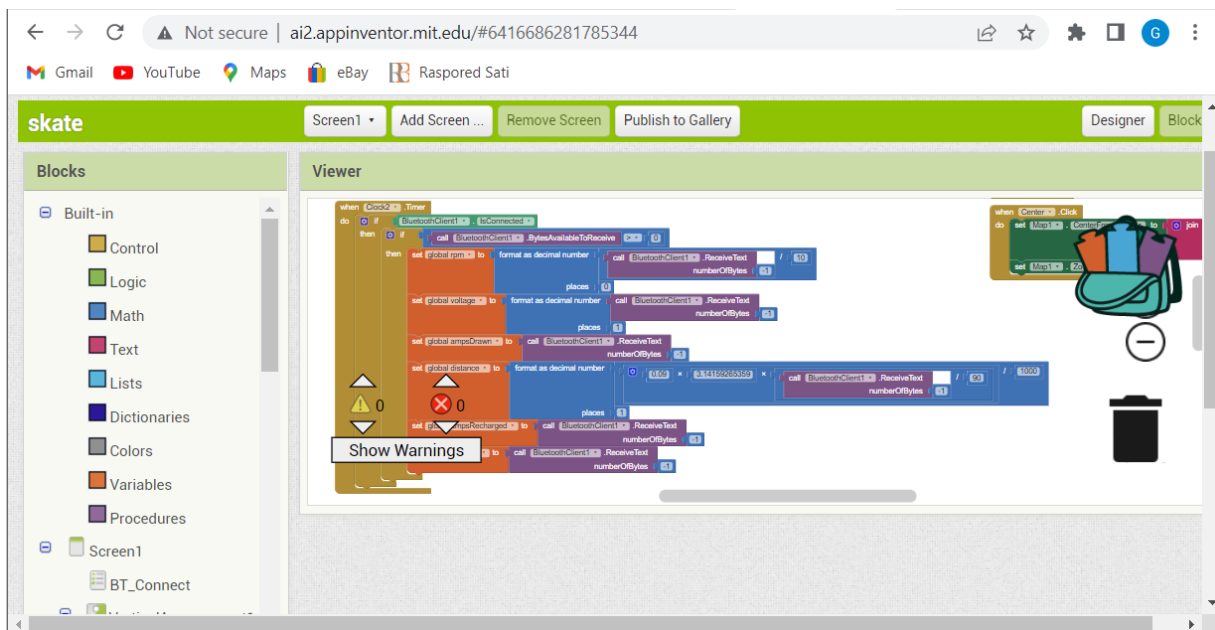 Not secure | ai2.appinventor.mit.edu/#6416686281785344
G
Gmail YouTube Maps eBay Raspored Sati
skate
Screen1 Add Screen ... Remove Screen Publish to Gallery
Designer Block
Blocks
Viewer
Built-in
Control
Logic
Math
Text
Lists
Dictionaries
Colors
Variables
Procedures
Screen1
BT_Connect
when Clock2 .Timer
do if BluetoothClient1 . IsConnected
then if call BluetoothClient1 .BytesAvailableToReceive > 0
then set global rpm to format as decimal number call BluetoothClient1 .ReceiveText / 10
numberOfBytes -1
places 0
set global voltage to format as decimal number call BluetoothClient1 .ReceiveText
numberOfBytes -1
places 1
set global ampsDrawn to call BluetoothClient1 .ReceiveText
numberOfBytes -1
set global distance to format as decimal number 0.09 × 3.14159265359 × call BluetoothClient1 .ReceiveText / 90 / 1000
numberOfBytes -1
places 1
set to call BluetoothClient1 .ReceiveText
numberOfBytes -1
to call BluetoothClient1 .ReceiveText
numberOfBytes -1
0 0
Show Warnings
when Center .Click
do set Map1 . to join
set Map1 .